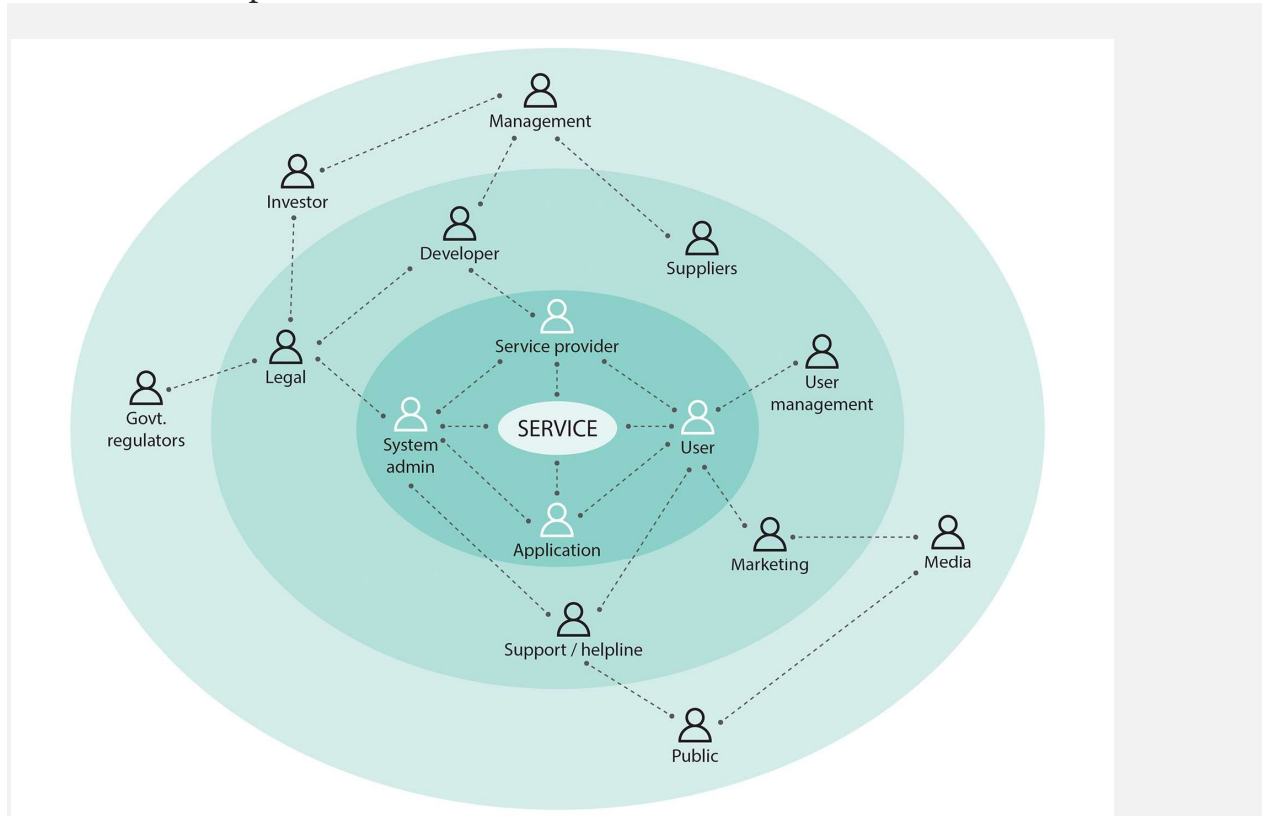 Management
Investor
Developer
Suppliers
Service provider
Legal
User
management
Govt.
regulators
SERVICE
System
admin
User
Application
Marketing
Media
Support / helpline
Public